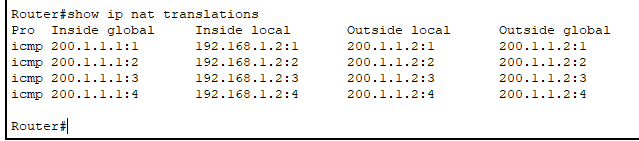 Router#show ip nat translations
Pro  Inside global     Inside local       Outside local      Outside global
icmp 200.1.1.1:1       192.168.1.2:1      200.1.1.2:1        200.1.1.2:1
icmp 200.1.1.1:2       192.168.1.2:2      200.1.1.2:2        200.1.1.2:2
icmp 200.1.1.1:3       192.168.1.2:3      200.1.1.2:3        200.1.1.2:3
icmp 200.1.1.1:4       192.168.1.2:4      200.1.1.2:4        200.1.1.2:4
Router#